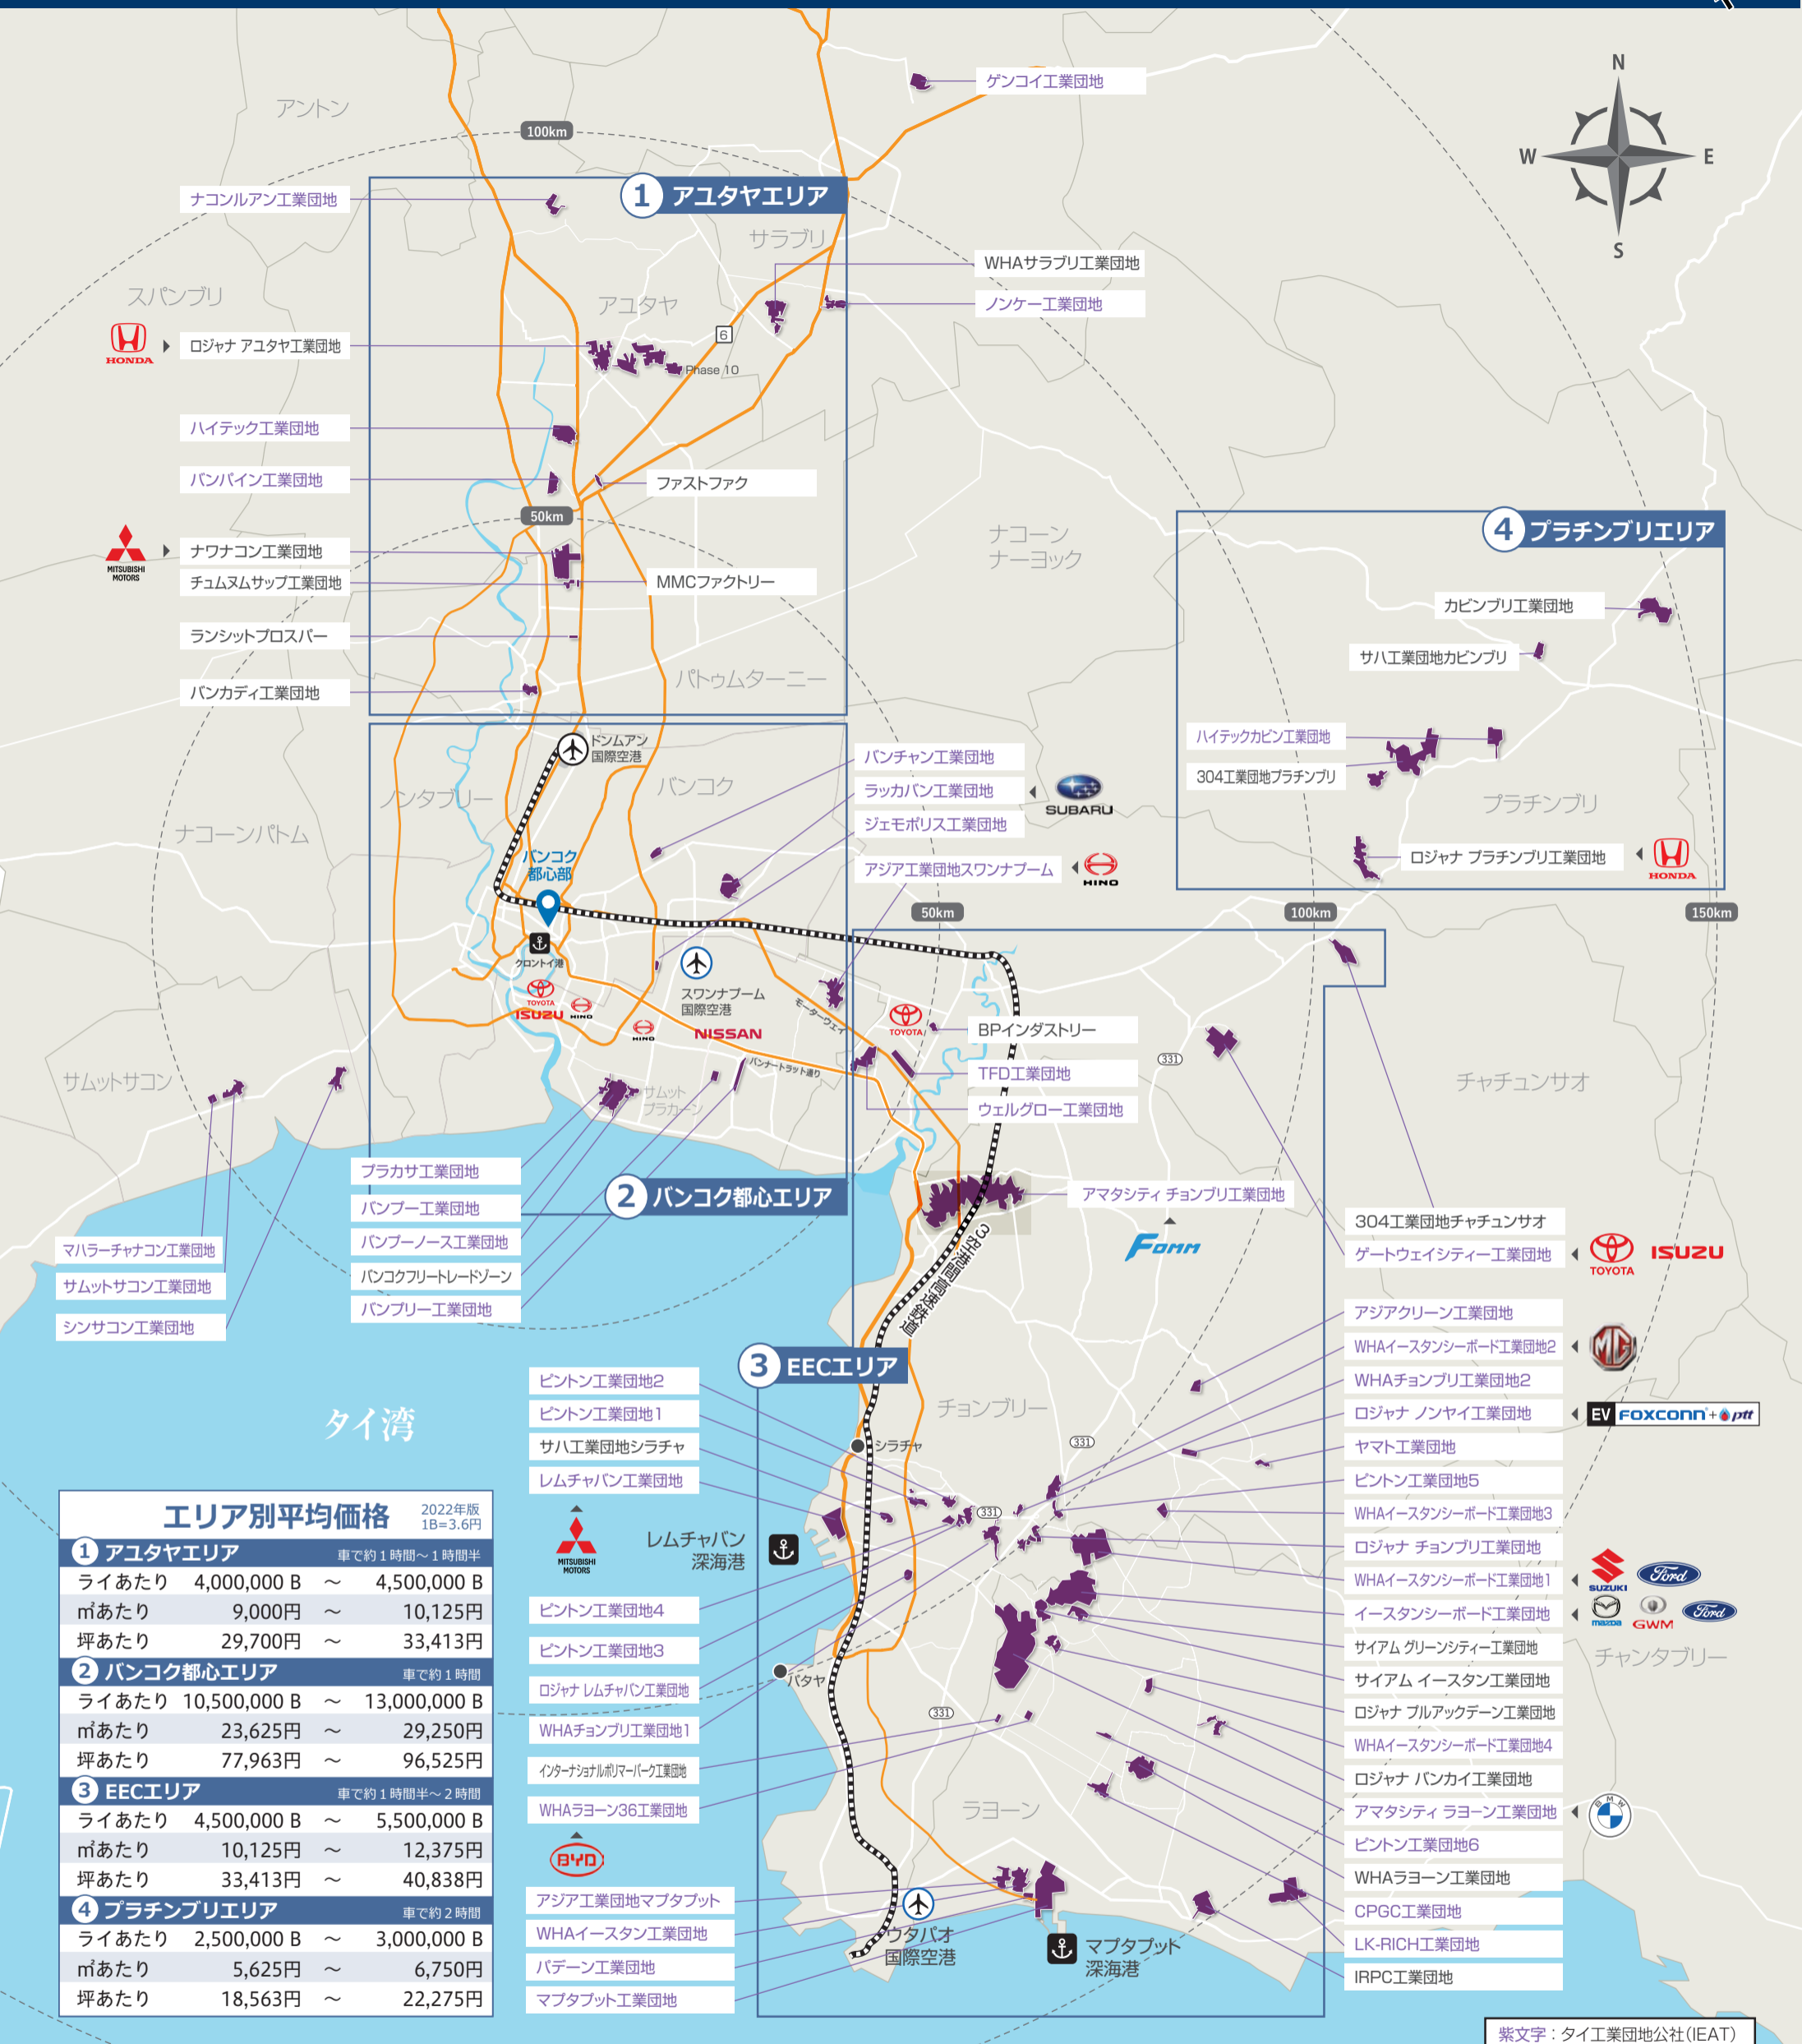 N
W
E
S
アントン
100km
ゲンコイ工業団地
ナコンルアン工業団地
1 アユタヤエリア
サラブリ
WHAサラブリ工業団地
スパンブリ
アユタヤ
ノンケー工業団地
6
HONDA
ロジャナ アユタヤ工業団地
Phase 10
ハイテック工業団地
バンパイン工業団地
ファストファク
50km
ナコーン
ナーヨック
4 プラチンブリエリア
MITSUBISHI
MOTORS
ナワナコン工業団地
チュムヌムサップ工業団地
MMCファクトリー
カビンブリ工業団地
ランシットプロスパー
サハ工業団地カビンブリ
バンカディ工業団地
パトゥムターニー
ハイテックカビン工業団地
304工業団地プラチンブリ
プラチンブリ
ロジャナ プラチンブリ工業団地
HONDA
ドンムアン
国際空港
ノンタブリー
バンコク
ナコーンパトム
バンチャン工業団地
ラッカバン工業団地
SUBARU
ジェモポリス工業団地
アジア工業団地スワンナプーム
HINO
バンコク
都心部
50km
100km
150km
クロントイ港
TOYOTA
ISUZU
HINO
HINO
スワンナプーム
国際空港
NISSAN
モーターウェイ
バンナートラット通り
TOYOTA
BPインダストリー
331
TFD工業団地
ウェルグロー工業団地
チャチュンサオ
サムットサコン
サムット
プラカーン
プラカサ工業団地
バンプー工業団地
バンプーノース工業団地
バンコクフリートレードゾーン
バンプリー工業団地
2 バンコク都心エリア
マハラーチャナコン工業団地
サムットサコン工業団地
シンサコン工業団地
アマタシティ チョンブリ工業団地
FOMM
3空港間高速鉄道
304工業団地チャチュンサオ
ゲートウェイシティー工業団地
TOYOTA
ISUZU
タイ湾
3 EECエリア
チョンブリー
シラチャ
331
331
ピントン工業団地2
ピントン工業団地1
サハ工業団地シラチャ
レムチャバン工業団地
MITSUBISHI
MOTORS
レムチャバン
深海港
ピントン工業団地4
ピントン工業団地3
ロジャナ レムチャバン工業団地
WHAチョンブリ工業団地1
インターナショナルポリマーパーク工業団地
WHAラヨーン36工業団地
BYD
アジア工業団地マプタプット
WHAイースタン工業団地
パデーン工業団地
マプタプット工業団地
パタヤ
331
ラヨーン
ウタパオ
国際空港
マプタプット
深海港
アジアクリーン工業団地
WHAイースタンシーボード工業団地2
MG
WHAチョンブリ工業団地2
ロジャナ ノンヤイ工業団地
EV FOXCONN+ptt
ヤマト工業団地
ピントン工業団地5
WHAイースタンシーボード工業団地3
ロジャナ チョンブリ工業団地
WHAイースタンシーボード工業団地1
SUZUKI
Ford
イースタンシーボード工業団地
mazda
GWM
Ford
サイアム グリーンシティー工業団地
チャンタブリー
サイアム イースタン工業団地
ロジャナ ブルアックデーン工業団地
WHAイースタンシーボード工業団地4
ロジャナ バンカイ工業団地
アマタシティ ラヨーン工業団地
BMW
ピントン工業団地6
WHAラヨーン工業団地
CPGC工業団地
LK-RICH工業団地
IRPC工業団地
エリア別平均価格 2022年版
1B=3.6円
1 アユタヤエリア 車で約1時間～1時間半
ライあたり 4,000,000 B ～ 4,500,000 B
㎡あたり 9,000円 ～ 10,125円
坪あたり 29,700円 ～ 33,413円
2 バンコク都心エリア 車で約1時間
ライあたり 10,500,000 B ～ 13,000,000 B
㎡あたり 23,625円 ～ 29,250円
坪あたり 77,963円 ～ 96,525円
3 EECエリア 車で約1時間半～2時間
ライあたり 4,500,000 B ～ 5,500,000 B
㎡あたり 10,125円 ～ 12,375円
坪あたり 33,413円 ～ 40,838円
4 プラチンブリエリア 車で約2時間
ライあたり 2,500,000 B ～ 3,000,000 B
㎡あたり 5,625円 ～ 6,750円
坪あたり 18,563円 ～ 22,275円
紫文字：タイ工業団地公社(IEAT)